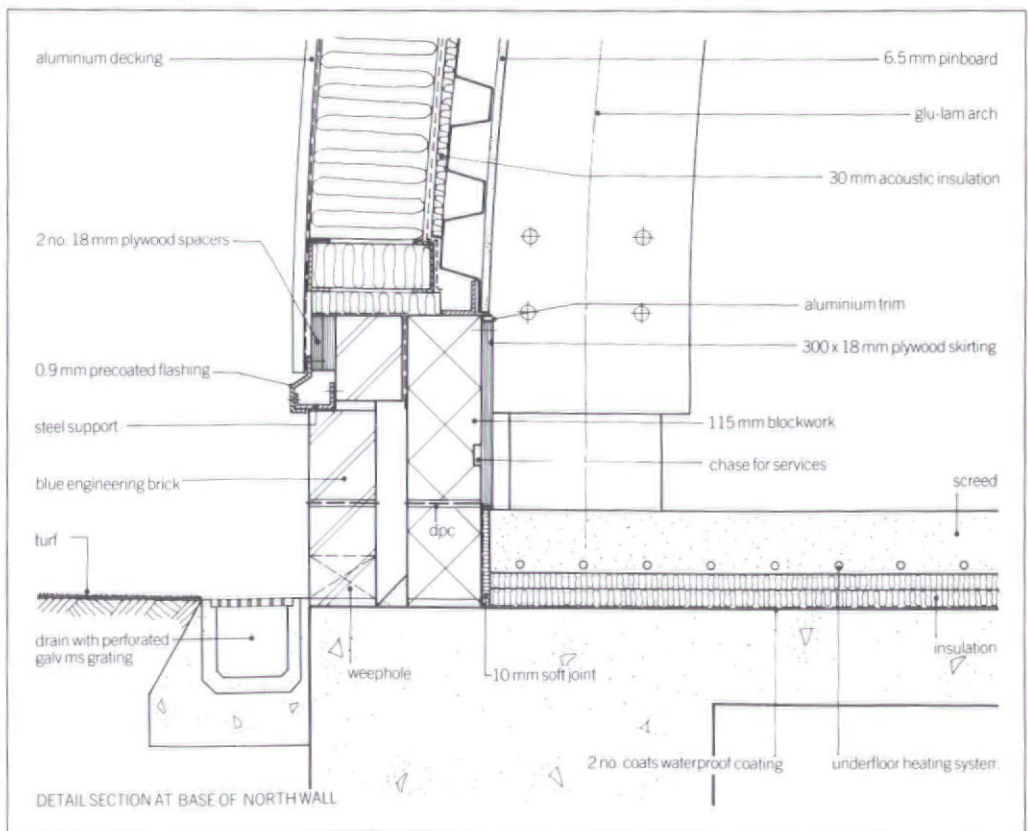 aluminium decking
6.5 mm pinboard
glu-lam arch
30 mm acoustic insulation
2 no. 18 mm plywood spacers
aluminium trim
300 x 18 mm plywood skirting
0.9 mm precoated flashing
steel support
115 mm blockwork
chase for services
blue engineering brick
screed
dpc
turf
drain with perforated
galv ms grating
weephole
10 mm soft joint
insulation
2 no. coats waterproof coating
underfloor heating system
DETAIL SECTION AT BASE OF NORTH WALL